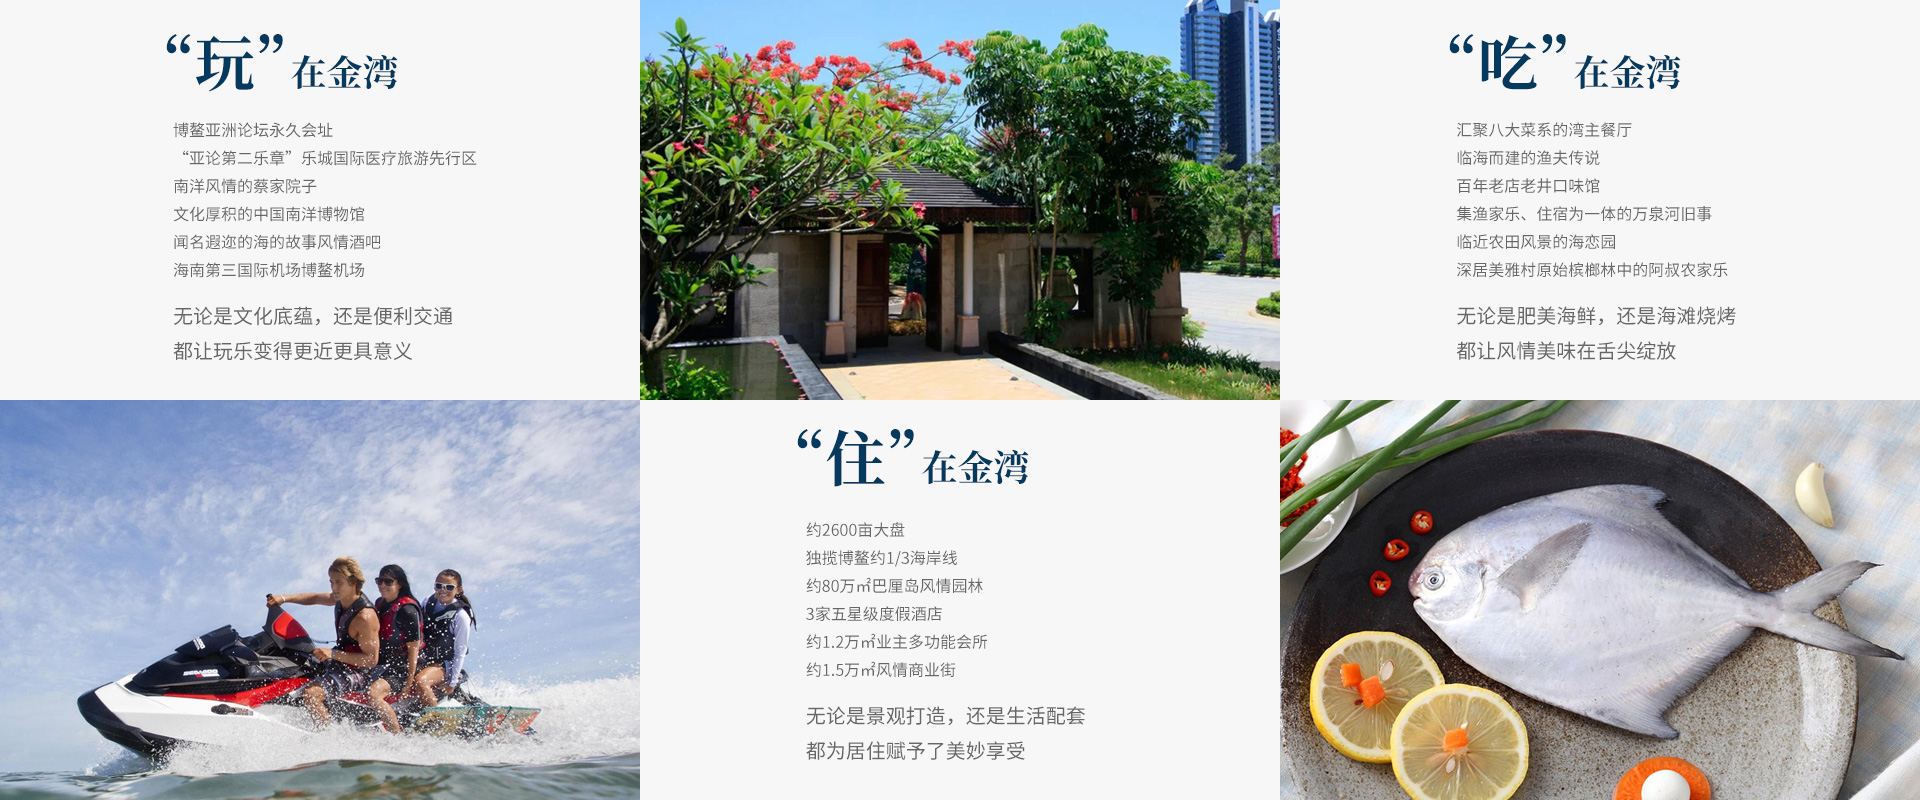 “玩”在金湾
博鳌亚洲论坛永久会址
“亚论第二乐章”乐城国际医疗旅游先行区
南洋风情的蔡家院子
文化厚积的中国南洋博物馆
闻名遐迩的海的故事风情酒吧
海南第三国际机场博鳌机场
无论是文化底蕴，还是便利交通
都让玩乐变得更近更具意义
“吃”在金湾
汇聚八大菜系的湾主餐厅
临海而建的渔夫传说
百年老店老井口味馆
集渔家乐、住宿为一体的万泉河旧事
临近农田风景的海恋园
深居美雅村原始槟榔林中的阿叔农家乐
无论是肥美海鲜，还是海滩烧烤
都让风情美味在舌尖绽放
“住”在金湾
约2600亩大盘
独揽博鳌约1/3海岸线
约80万㎡巴厘岛风情园林
3家五星级度假酒店
约1.2万㎡业主多功能会所
约1.5万㎡风情商业街
无论是景观打造，还是生活配套
都为居住赋予了美妙享受